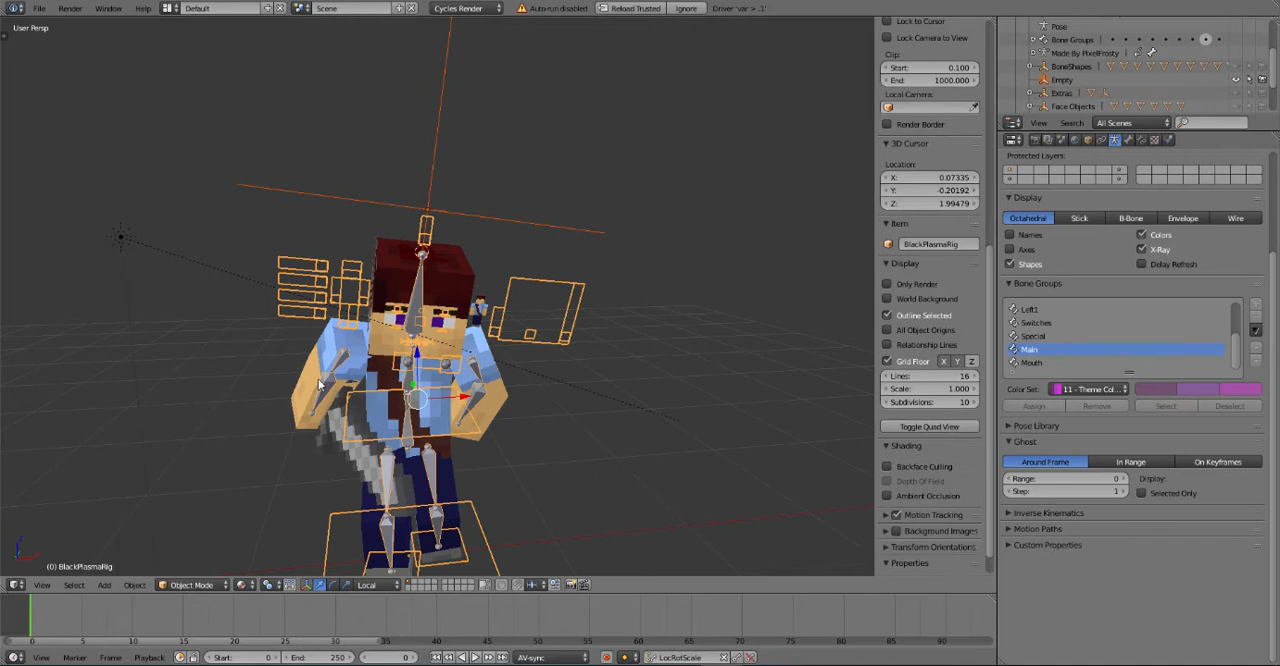 File Render Window Help Default Scene Cycles Render Auto-run disabled Reload Trusted Ignore Driver 'var > .1'
User Persp
Lock to Cursor
Lock Camera to View
Clip:
Start: 0.100
End: 1000.000
Local Camera:
Render Border
3D Cursor
Location:
X: 0.07335
Y: -0.20192
Z: 1.99479
Item
BlackPlasmaRig
Display
Only Render
World Background
Outline Selected
All Object Origins
Relationship Lines
Grid Floor X Y Z
Lines: 16
Scale: 1.000
Subdivisions: 10
Toggle Quad View
Shading
Backface Culling
Depth Of Field
Ambient Occlusion
Motion Tracking
Background Images
Transform Orientations
Properties
Pose
Bone Groups
Made By PixelFrosty
BoneShapes
Empty
Extras
Face Objects
View Search All Scenes
Protected Layers:
Display
Octahedral Stick B-Bone Envelope Wire
Names Colors
Axes X-Ray
Shapes Delay Refresh
Bone Groups
Left1
Switches
Special
Main
Mouth
Color Set: 11 - Theme Col...
Assign Remove Select Deselect
Pose Library
Ghost
Around Frame In Range On Keyframes
Range: 0 Display:
Step: 1 Selected Only
Inverse Kinematics
Motion Paths
Custom Properties
(0) BlackPlasmaRig
View Select Add Object Object Mode Local
0 5 10 15 20 25 30 35 40 45 50 55 60 65 70 75 80 85 90
View Marker Frame Playback Start: 0 End: 250 0 AV-sync LocRotScale